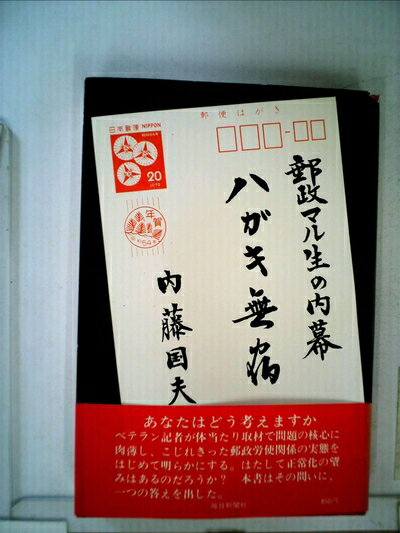 郵便はがき
日本郵便 NIPPON
20
1979
年賀
54
郵政マル生の内幕
ハガキ無宿
内藤国夫
あなたはどう考えますか
ベテラン記者が体当たり取材で問題の核心に
肉薄し、こじれきった郵政労使関係の実態を
はじめて明らかにする。はたして正常化の望
みはあるのだろうか？ 本書はその問いに、
一つの答えを出した。
毎日新聞社
850円